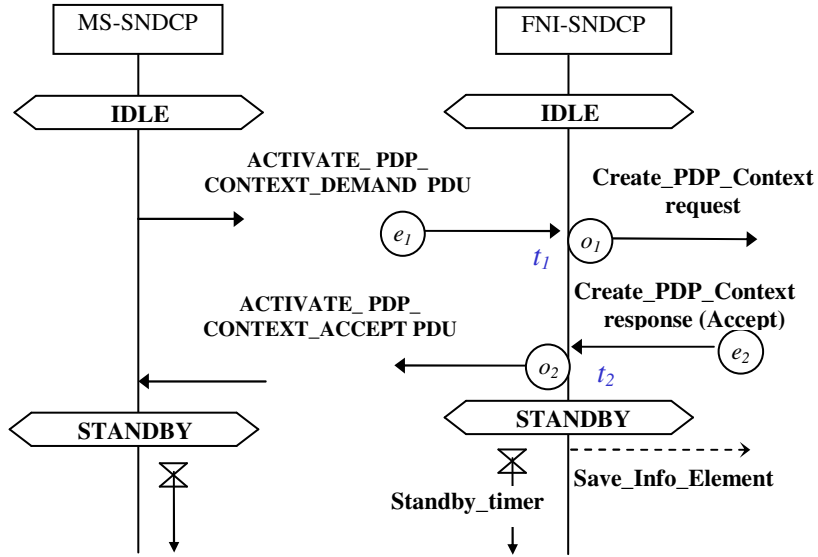 MS-SNDCP
FNI-SNDCP
IDLE
IDLE
ACTIVATE_ PDP_
CONTEXT_DEMAND PDU
Create_PDP_Context
request
e1
o1
t1
ACTIVATE_ PDP_
CONTEXT_ACCEPT PDU
Create_PDP_Context
response (Accept)
o2
t2
e2
STANDBY
STANDBY
Standby_timer
Save_Info_Element